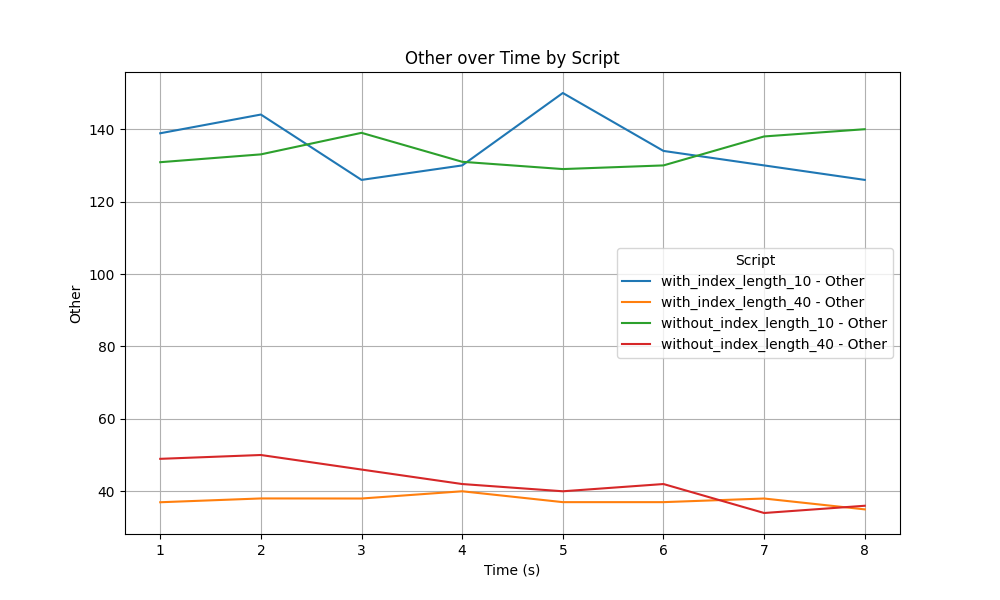 Other over Time by Script
Other
140
120
100
80
60
40
Script
with_index_length_10 - Other
with_index_length_40 - Other
without_index_length_10 - Other
without_index_length_40 - Other
1 2 3 4 5 6 7 8
Time (s)